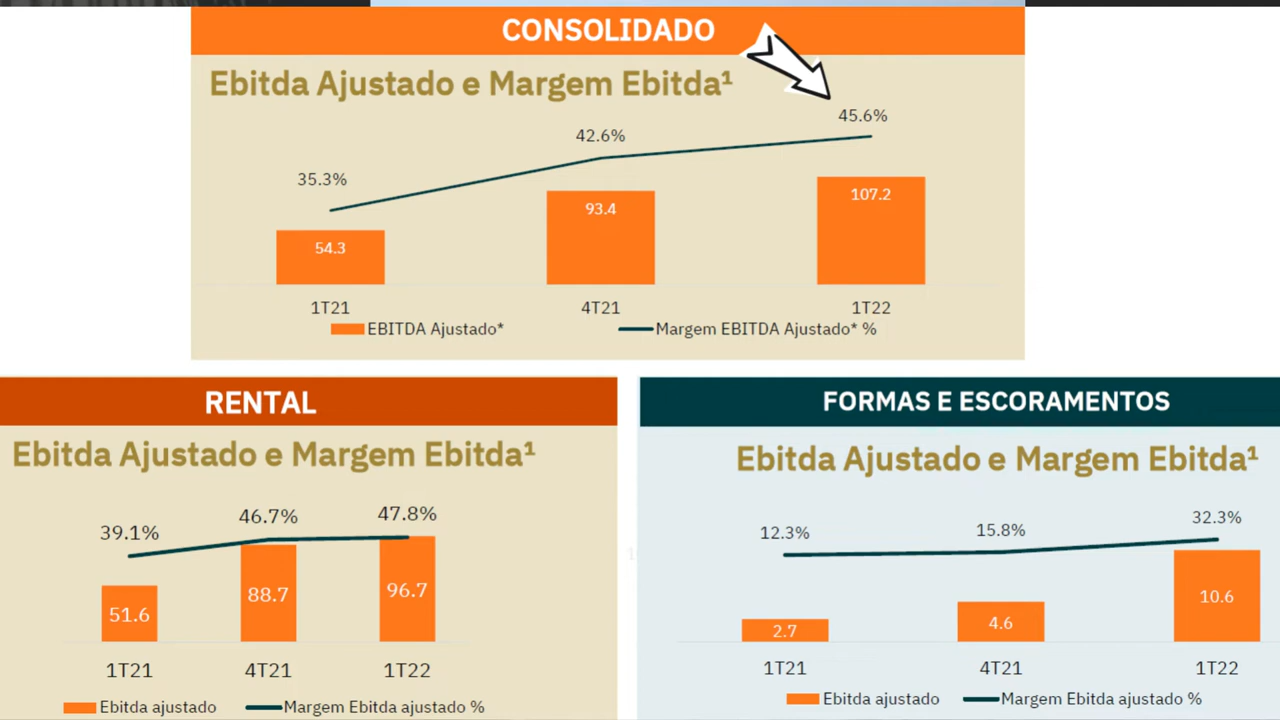 CONSOLIDADO
Ebitda Ajustado e Margem Ebitda¹
35.3%
42.6%
45.6%
54.3
93.4
107.2
1T21
4T21
1T22
EBITDA Ajustado*
Margem EBITDA Ajustado* %
RENTAL
Ebitda Ajustado e Margem Ebitda¹
39.1%
46.7%
47.8%
51.6
88.7
96.7
1T21
4T21
1T22
Ebitda ajustado
Margem Ebitda ajustado %
FORMAS E ESCORAMENTOS
Ebitda Ajustado e Margem Ebitda¹
12.3%
15.8%
32.3%
2.7
4.6
10.6
1T21
4T21
1T22
Ebitda ajustado
Margem Ebitda ajustado %